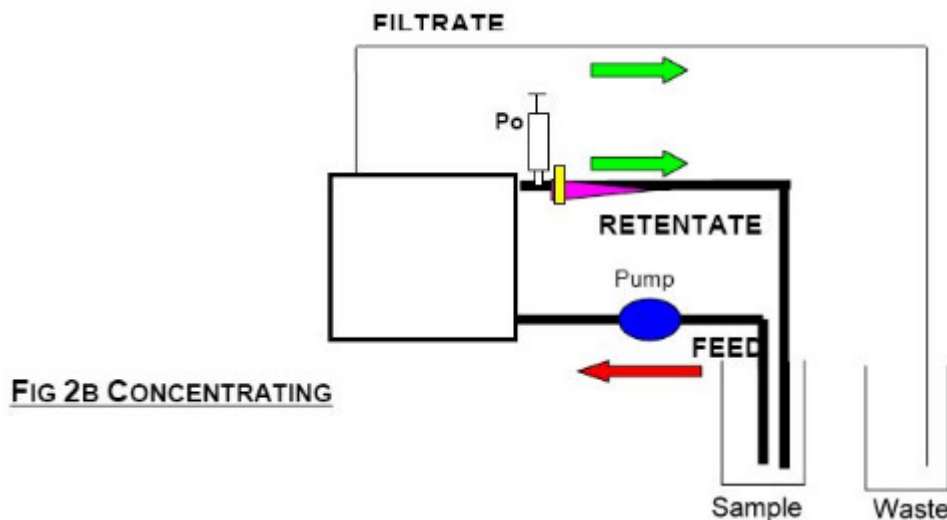 FILTRATE
Po
RETENTATE
Pump
FEED
FIG 2B CONCENTRATING
Sample
Waste